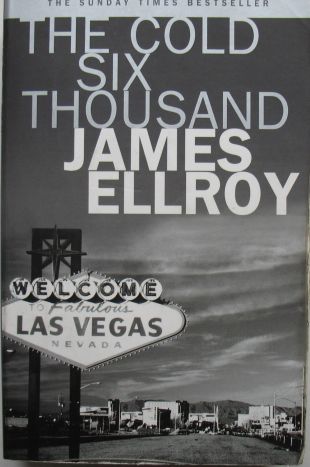 THE SUNDAY TIMES BESTSELLER
THE COLD
SIX
THOUSAND
JAMES
ELLROY
WELCOME
TO Fabulous
LAS VEGAS
NEVADA